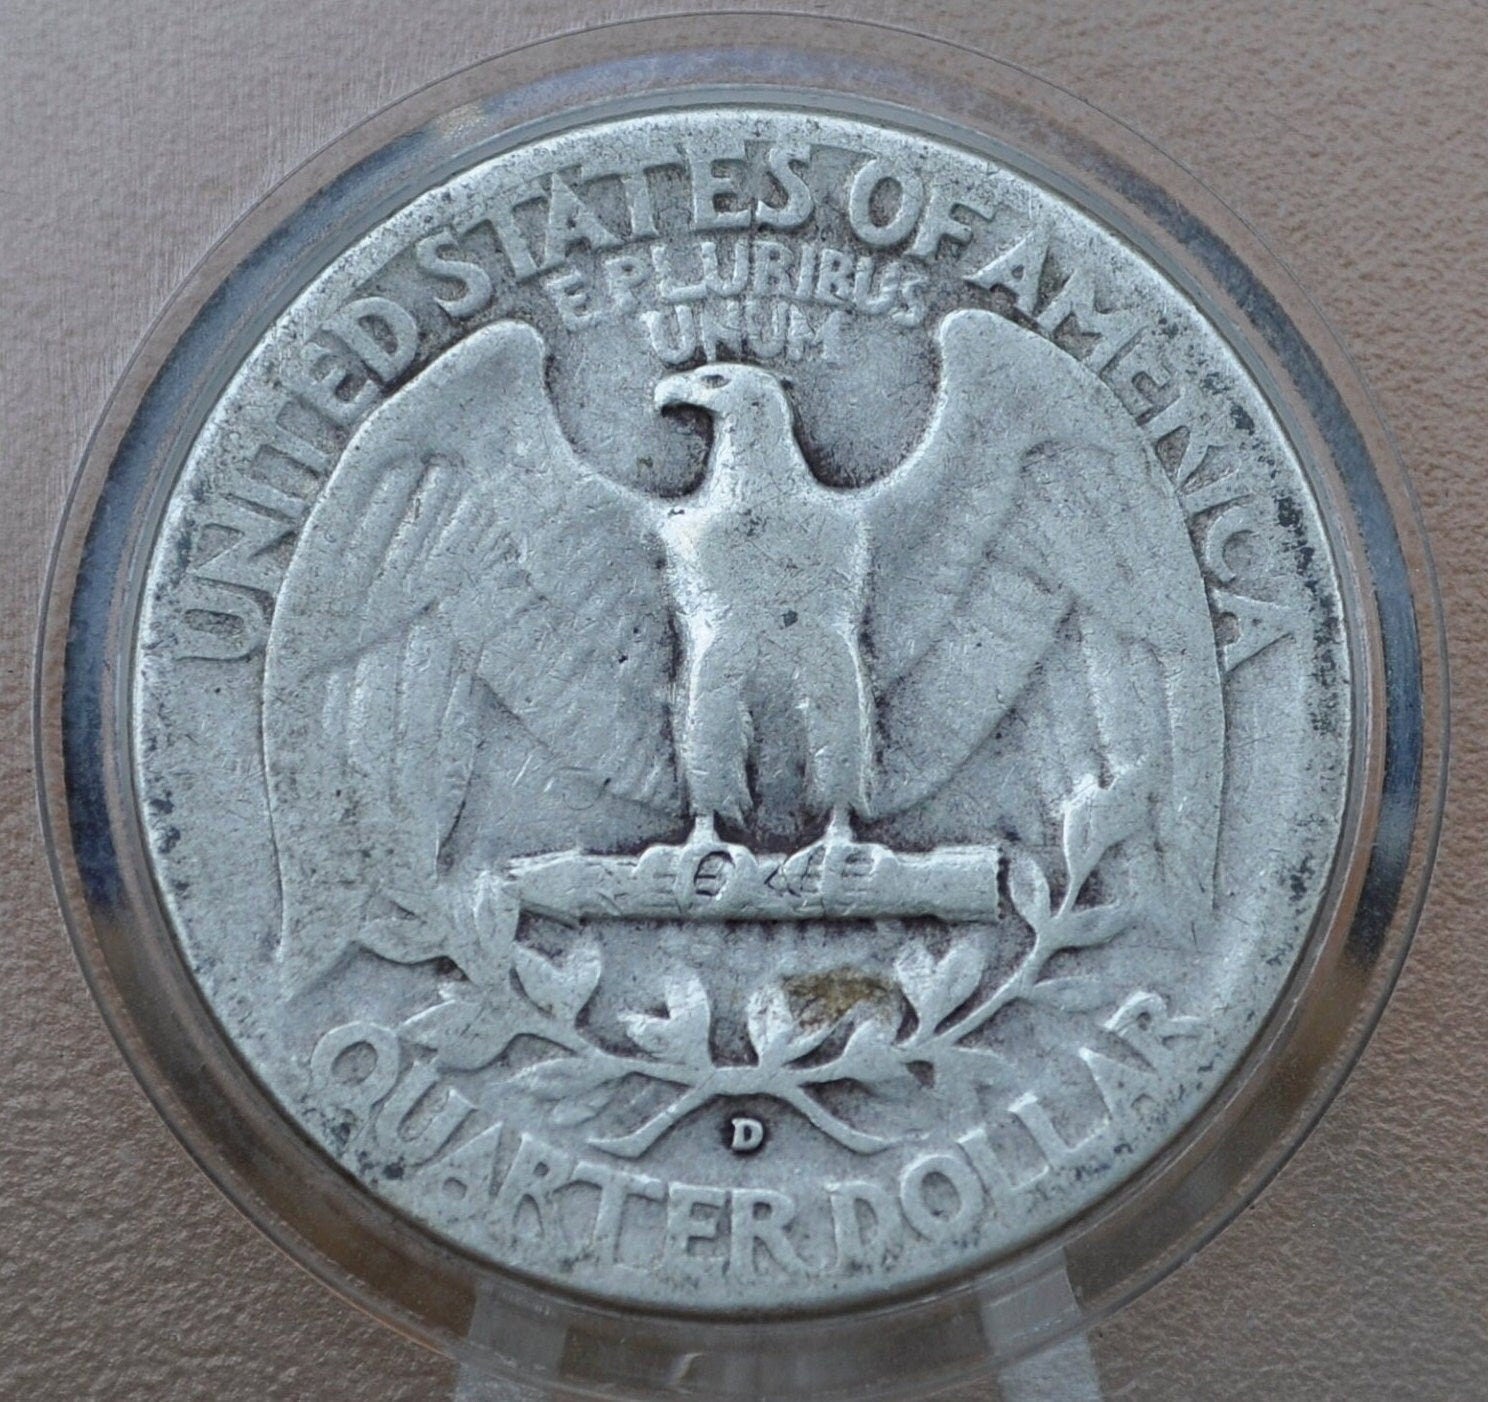 UNITED STATES OF AMERICA
E PLURIBUS
UNUM
D
QUARTER DOLLAR